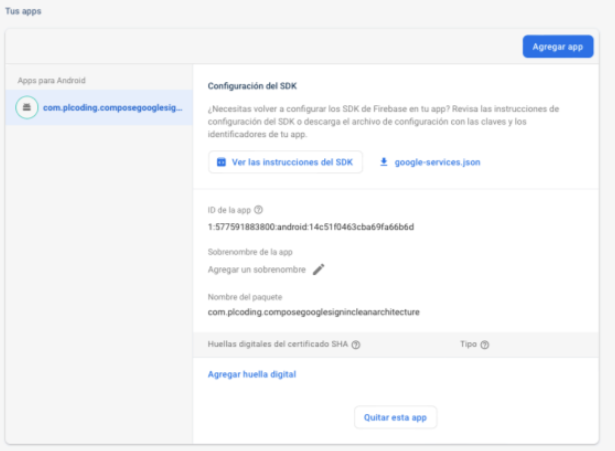 Tus apps
Agregar app
Apps para Android
com.plcoding.composegooglesig...
Configuración del SDK
¿Necesitas volver a configurar los SDK de Firebase en tu app? Revisa las instrucciones de
configuración del SDK o descarga el archivo de configuración con las claves y los
identificadores de tu app.
Ver las instrucciones del SDK
google-services.json
ID de la app
1:577591883800:android:14c51f0463cba69fa66b6d
Sobrenombre de la app
Agregar un sobrenombre
Nombre del paquete
com.plcoding.composegooglesignincleanarchitecture
Huellas digitales del certificado SHA
Tipo
Agregar huella digital
Quitar esta app